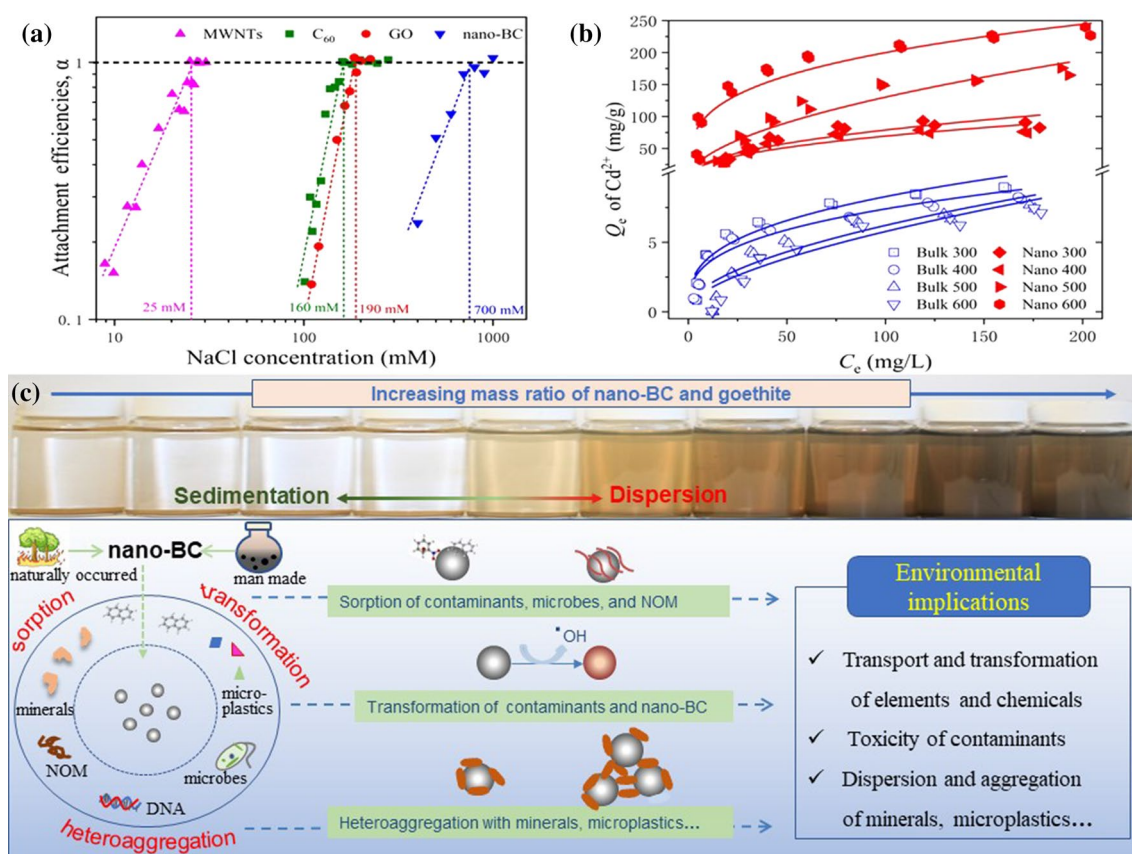 (a)
MWNTs
C60
GO
nano-BC
Attachment efficiencies, α
1
0. 1
25 mM
160 mM
190 mM
700 mM
10
100
1000
NaCl concentration (mM)
(b)
Qe of Cd2+ (mg/g)
250
225
200
175
150
125
100
75
50
5
0
Bulk 300
Nano 300
Bulk 400
Nano 400
Bulk 500
Nano 500
Bulk 600
Nano 600
0
50
100
150
200
Ce (mg/L)
(c)
Increasing mass ratio of nano-BC and goethite
Sedimentation
Dispersion
nano-BC
naturally occurred
man made
sorption
transformation
minerals
micro-
plastics
NOM
microbes
DNA
heteroaggregation
Sorption of contaminants, microbes, and NOM
•OH
Transformation of contaminants and nano-BC
Heteroaggregation with minerals, microplastics…
Environmental
implications
✓ Transport and transformation
of elements and chemicals
✓ Toxicity of contaminants
✓ Dispersion and aggregation
of minerals, microplastics…